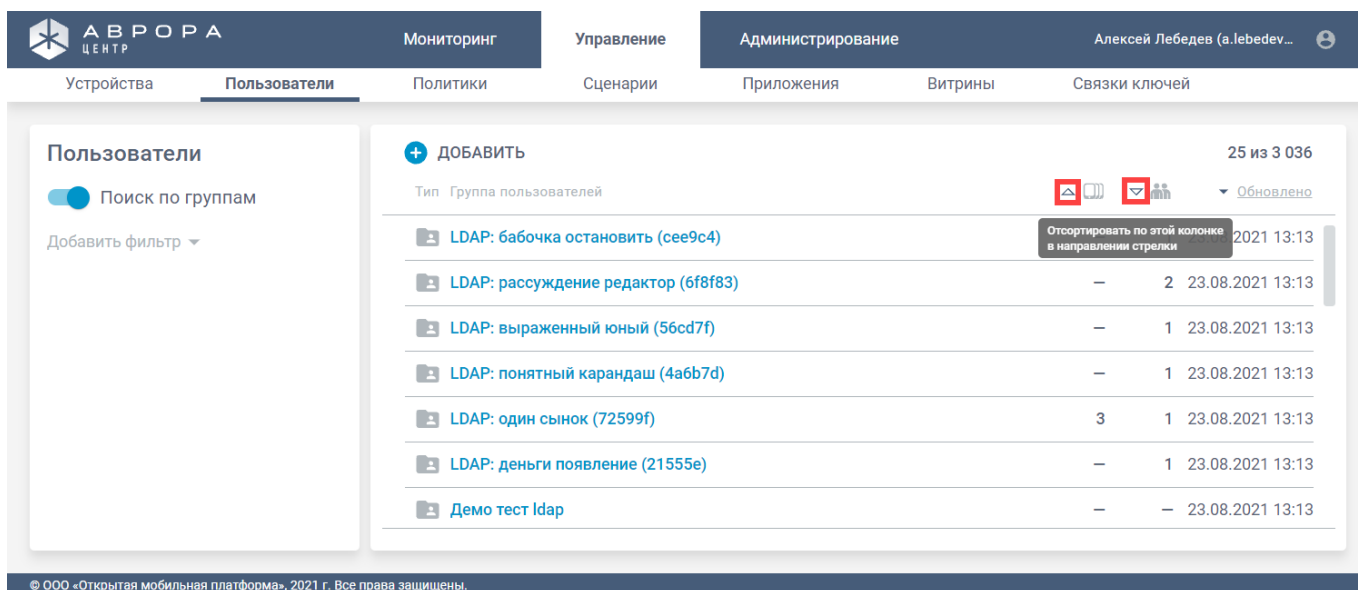 АВРОРА
ЦЕНТР
Мониторинг Управление Администрирование Алексей Лебедев (a.lebedev...
Устройства Пользователи Политики Сценарии Приложения Витрины Связки ключей
Пользователи
Поиск по группам
Добавить фильтр
ДОБАВИТЬ 25 из 3 036
Тип Группа пользователей Обновлено
Отсортировать по этой колонке
в направлении стрелки
LDAP: бабочка остановить (cee9c4) 2021 13:13
LDAP: рассуждение редактор (6f8f83) – 2 23.08.2021 13:13
LDAP: выраженный юный (56cd7f) – 1 23.08.2021 13:13
LDAP: понятный карандаш (4a6b7d) – 1 23.08.2021 13:13
LDAP: один сынок (72599f) 3 1 23.08.2021 13:13
LDAP: деньги появление (21555e) – 1 23.08.2021 13:13
Демо тест ldap – – 23.08.2021 13:13
© ООО «Открытая мобильная платформа», 2021 г. Все права защищены.